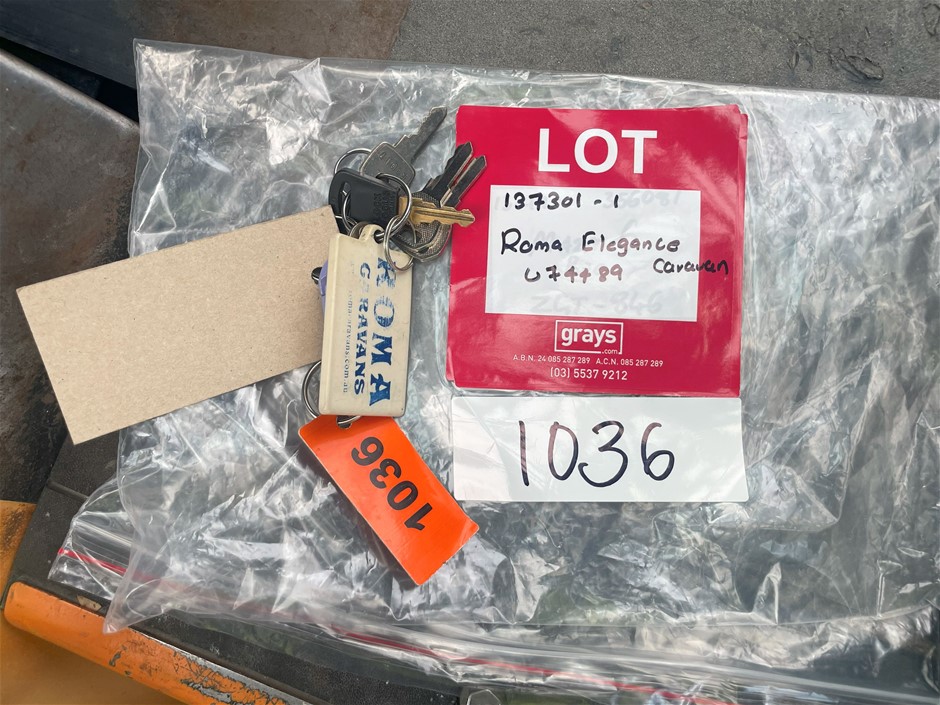 LOT
137301-1
Roma Elegance
Caravan
U74489
grays
.com
A.B.N. 24 085 287 289 A.C.N. 085 287 289
(03) 5537 9212
1036
ROMA
CARAVANS
1036